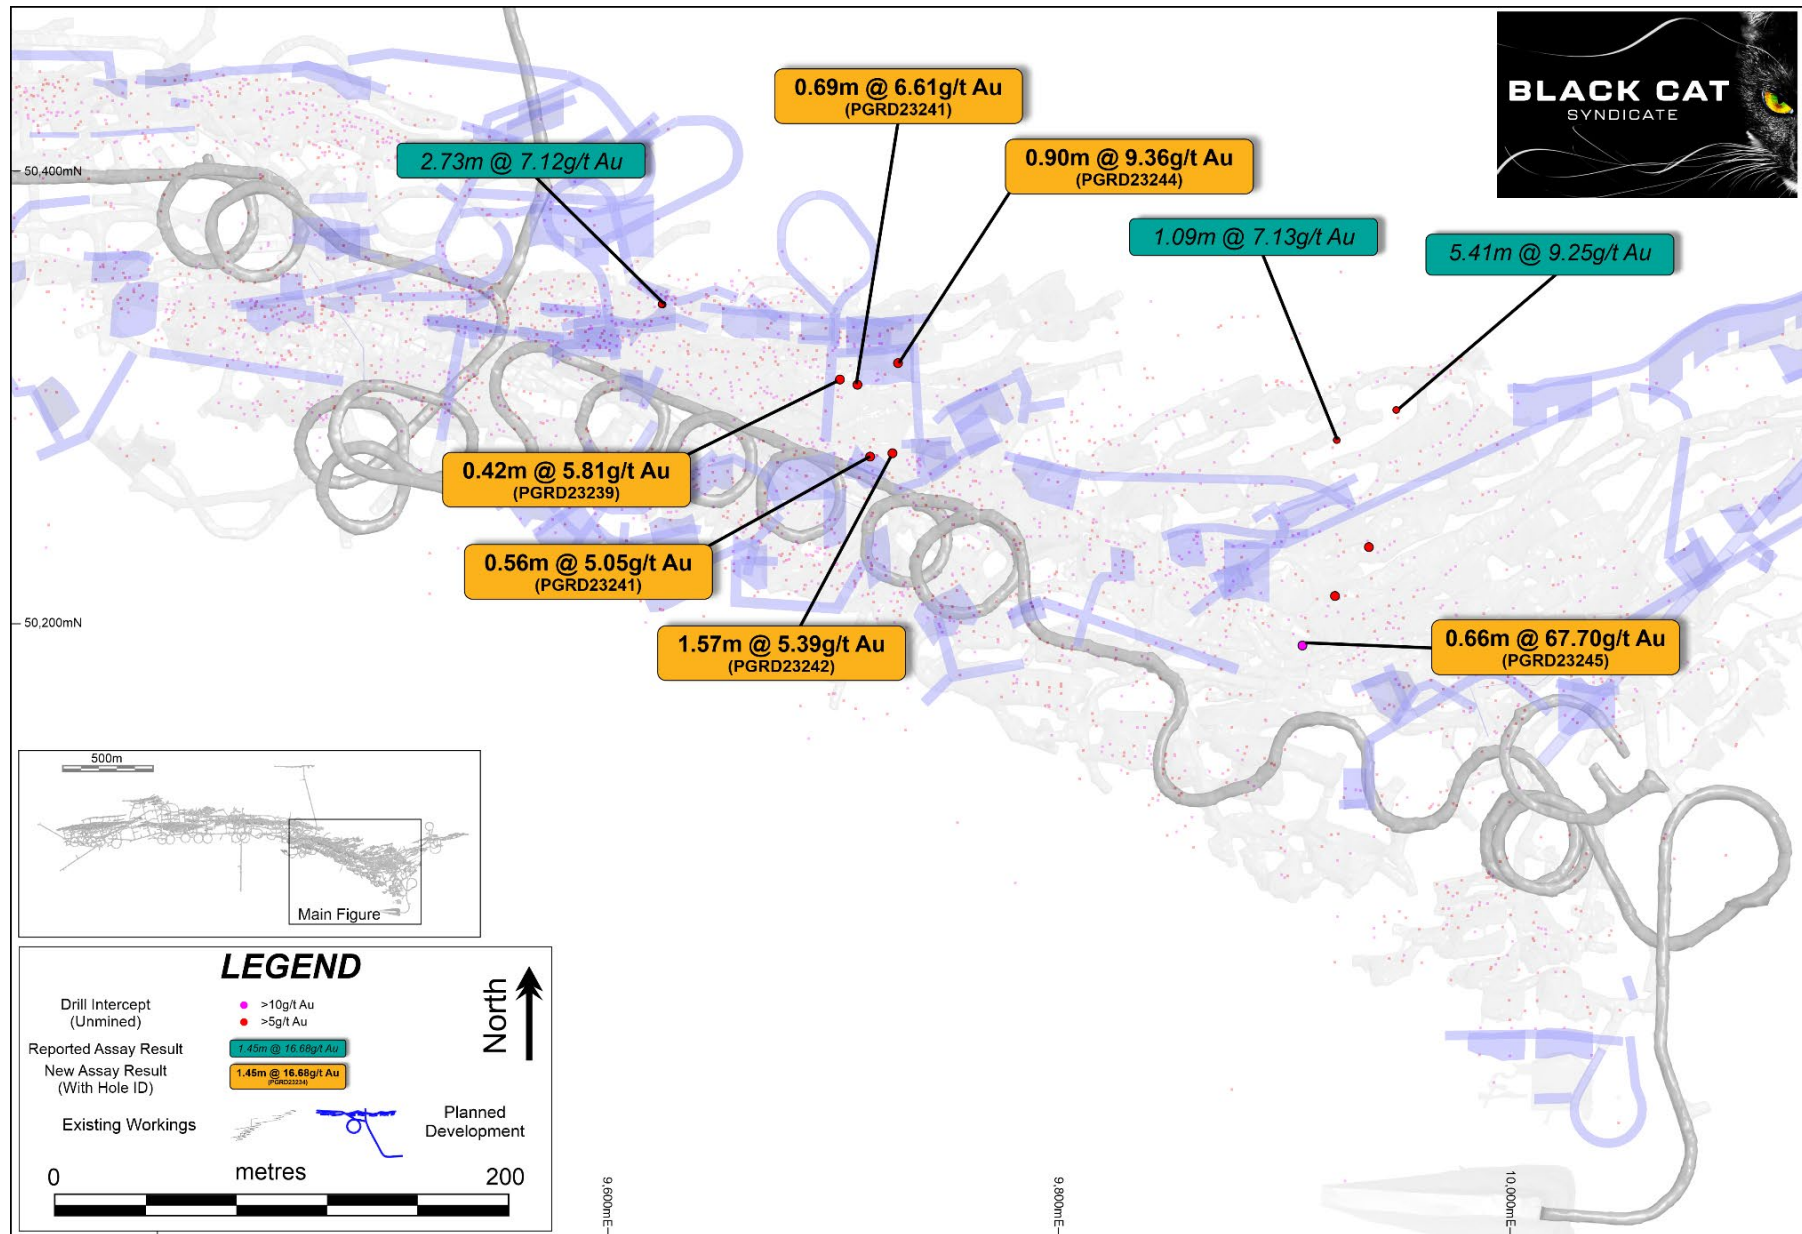 0.69m @ 6.61g/t Au
(PGRD23241)
BLACK CAT
SYNDICATE
2.73m @ 7.12g/t Au
0.90m @ 9.36g/t Au
(PGRD23244)
50,400mN
1.09m @ 7.13g/t Au
5.41m @ 9.25g/t Au
0.42m @ 5.81g/t Au
(PGRD23239)
0.56m @ 5.05g/t Au
(PGRD23241)
50,200mN
1.57m @ 5.39g/t Au
(PGRD23242)
0.66m @ 67.70g/t Au
(PGRD23245)
500m
Main Figure
LEGEND
Drill Intercept
(Unmined)
>10g/t Au
>5g/t Au
North
Reported Assay Result
1.45m @ 16.68g/t Au
New Assay Result
(With Hole ID)
1.45m @ 16.68g/t Au
(PGRD23234)
Existing Workings
Planned
Development
0
metres
200
9,600mE
9,800mE
10,000mE